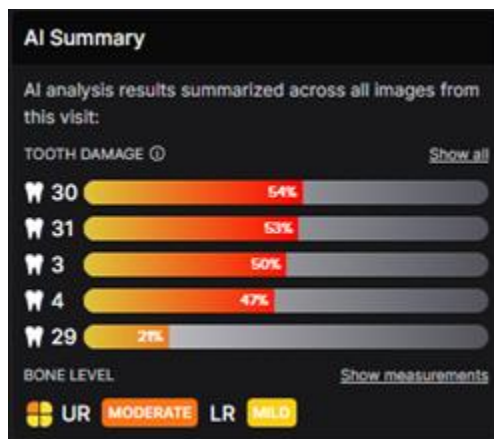 AI Summary
AI analysis results summarized across all images from
this visit:
TOOTH DAMAGE ⓘ Show all
30 54%
31 53%
3 50%
4 47%
29 21%
BONE LEVEL Show measurements
UR MODERATE LR MILD